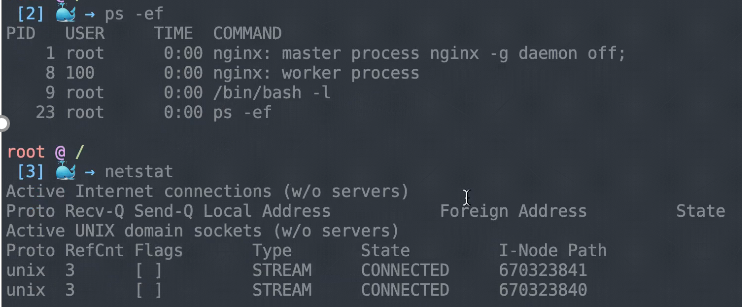 [2] 🐳 → ps -ef
PID USER TIME COMMAND
1 root 0:00 nginx: master process nginx -g daemon off;
8 100 0:00 nginx: worker process
9 root 0:00 /bin/bash -l
23 root 0:00 ps -ef
root @ /
[3] 🐳 → netstat
Active Internet connections (w/o servers)
Proto Recv-Q Send-Q Local Address Foreign Address State
Active UNIX domain sockets (w/o servers)
Proto RefCnt Flags Type State I-Node Path
unix 3 [ ] STREAM CONNECTED 670323841
unix 3 [ ] STREAM CONNECTED 670323840